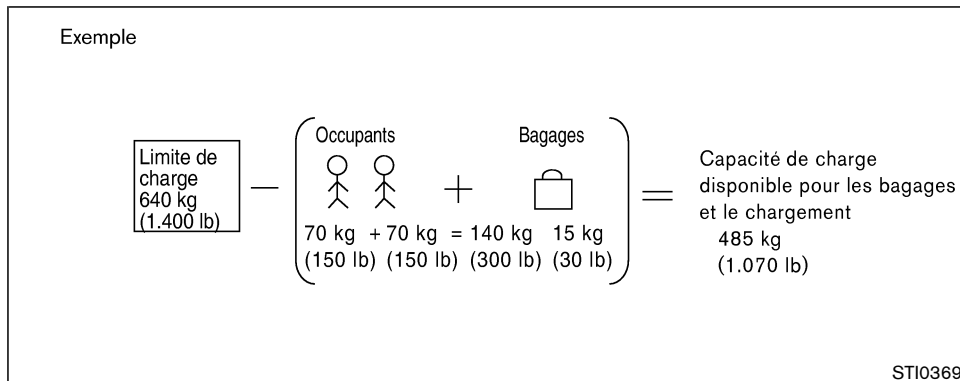 Exemple
Limite de
charge
640 kg
(1.400 lb)
Occupants
Bagages
70 kg + 70 kg = 140 kg 15 kg
(150 lb) (150 lb) (300 lb) (30 lb)
Capacité de charge
disponible pour les bagages
et le chargement
485 kg
(1.070 lb)
STI0369